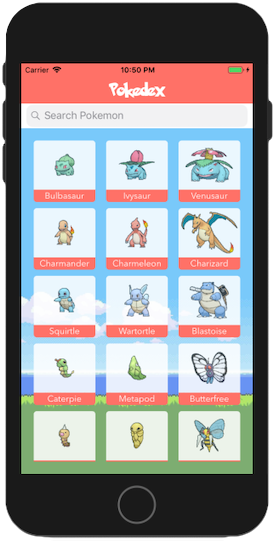 Carrier 10:50 PM
Pokedex
Search Pokemon
Bulbasaur Ivysaur Venusaur
Charmander Charmeleon Charizard
Squirtle Wartortle Blastoise
Caterpie Metapod Butterfree